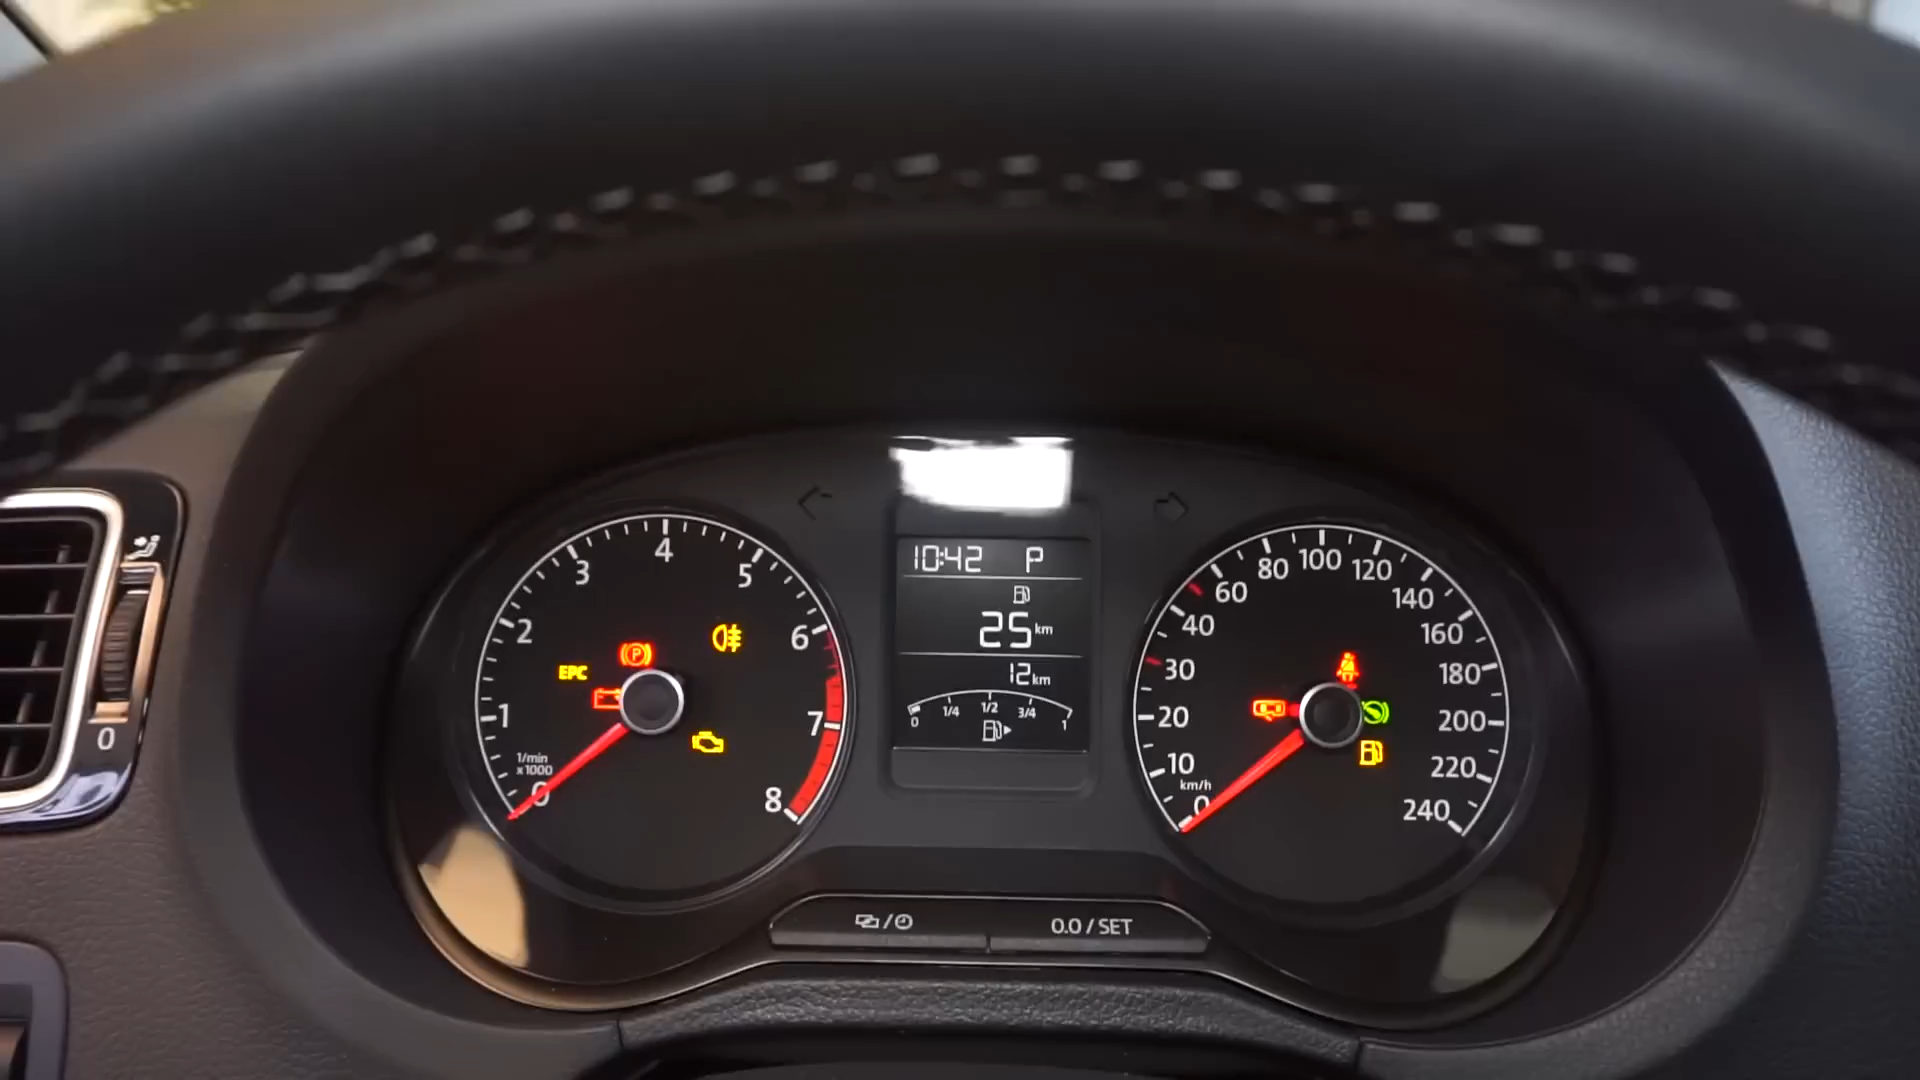 10:42 P
25 km
12 km
0 1/4 1/2 3/4 1
EPC
P
0 1 2 3 4 5 6 7 8
1/min
x1000
0 10 20 30 40 60 80 100 120 140 160 180 200 220 240
km/h
0
/
0.0 / SET